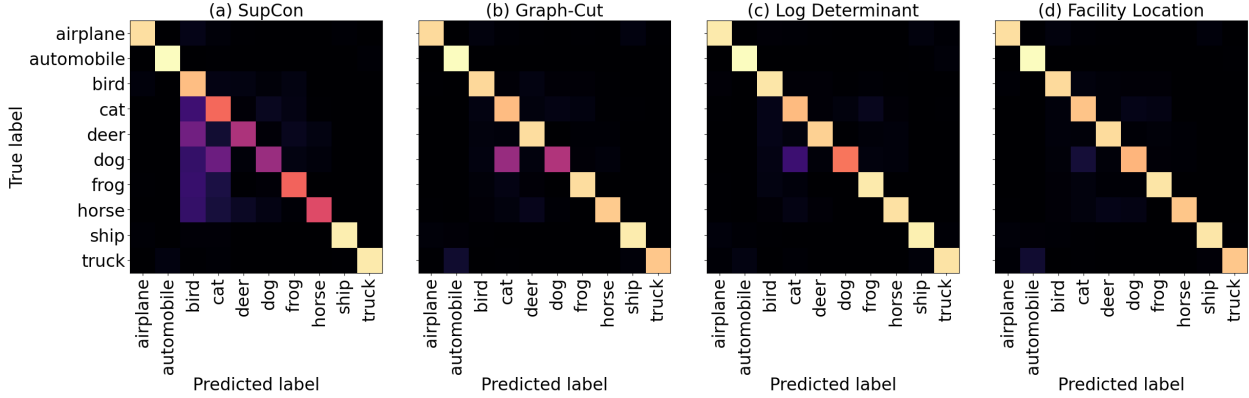 (a) SupCon
(b) Graph-Cut
(c) Log Determinant
(d) Facility Location
True label
airplane
automobile
bird
cat
deer
dog
frog
horse
ship
truck
airplane
automobile
bird
cat
deer
dog
frog
horse
ship
truck
Predicted label
airplane
automobile
bird
cat
deer
dog
frog
horse
ship
truck
Predicted label
airplane
automobile
bird
cat
deer
dog
frog
horse
ship
truck
Predicted label
airplane
automobile
bird
cat
deer
dog
frog
horse
ship
truck
Predicted label